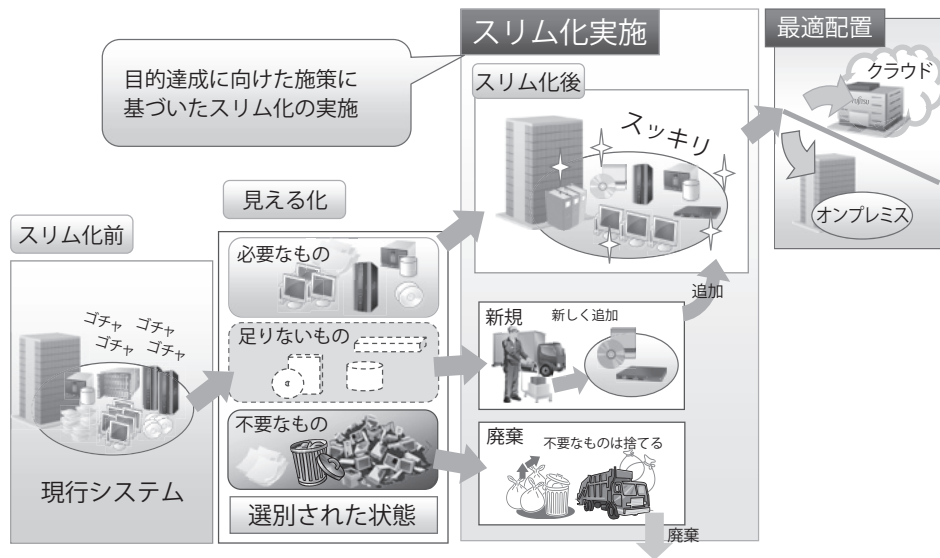 目的達成に向けた施策に
基づいたスリム化の実施
スリム化前
ゴチャ ゴチャ
ゴチャ ゴチャ
現行システム
見える化
必要なもの
足りないもの
不要なもの
選別された状態
スリム化実施
スリム化後
スッキリ
追加
新規
新しく追加
廃棄
不要なものは捨てる
廃棄
最適配置
クラウド
FUJITSU
オンプレミス